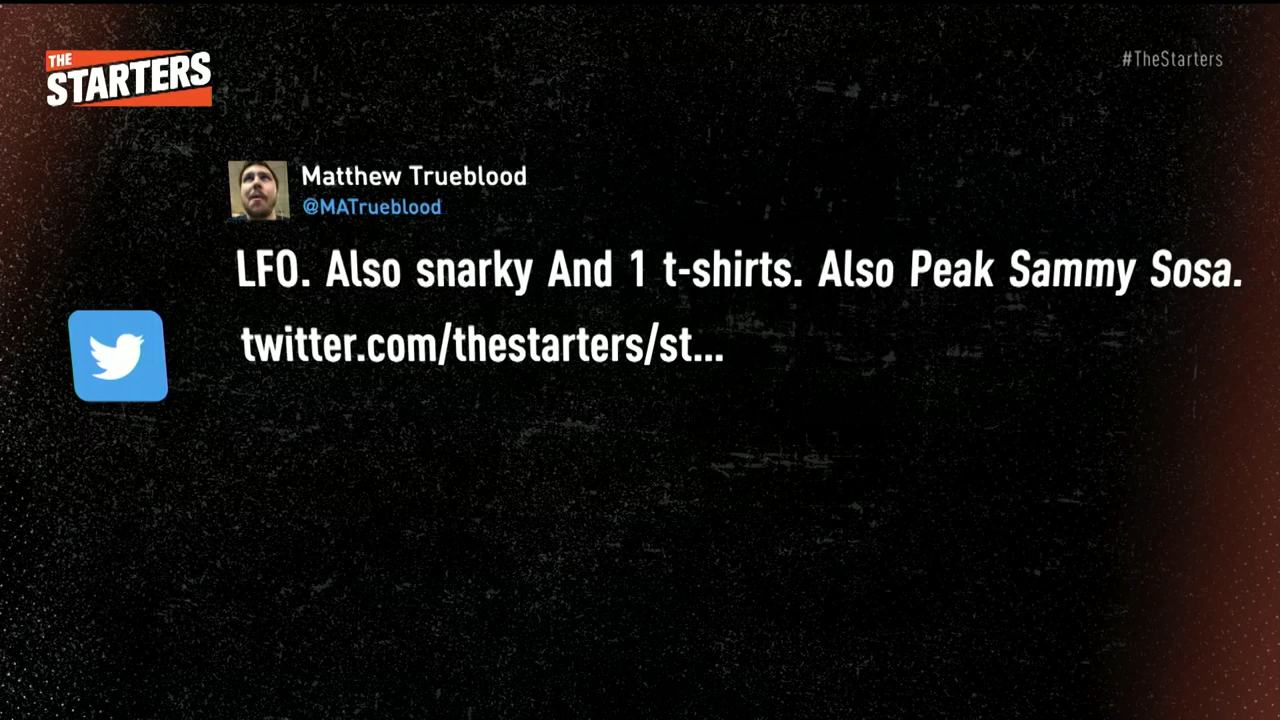 THE
STARTERS
#TheStarters
Matthew Trueblood
@MATrueblood
LFO. Also snarky And 1 t-shirts. Also Peak Sammy Sosa.
twitter.com/thestarters/st...